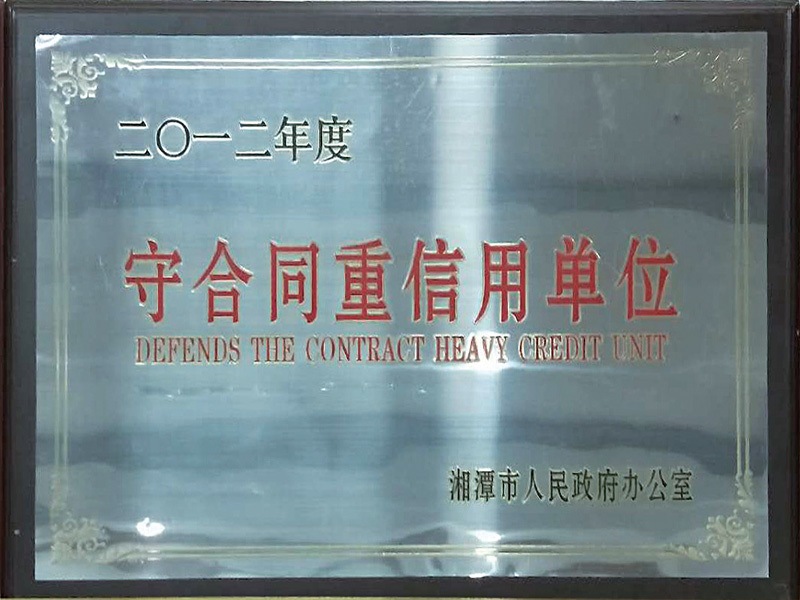 二〇一二年度
守合同重信用单位
DEFENDS THE CONTRACT HEAVY CREDIT UNIT
湘潭市人民政府办公室